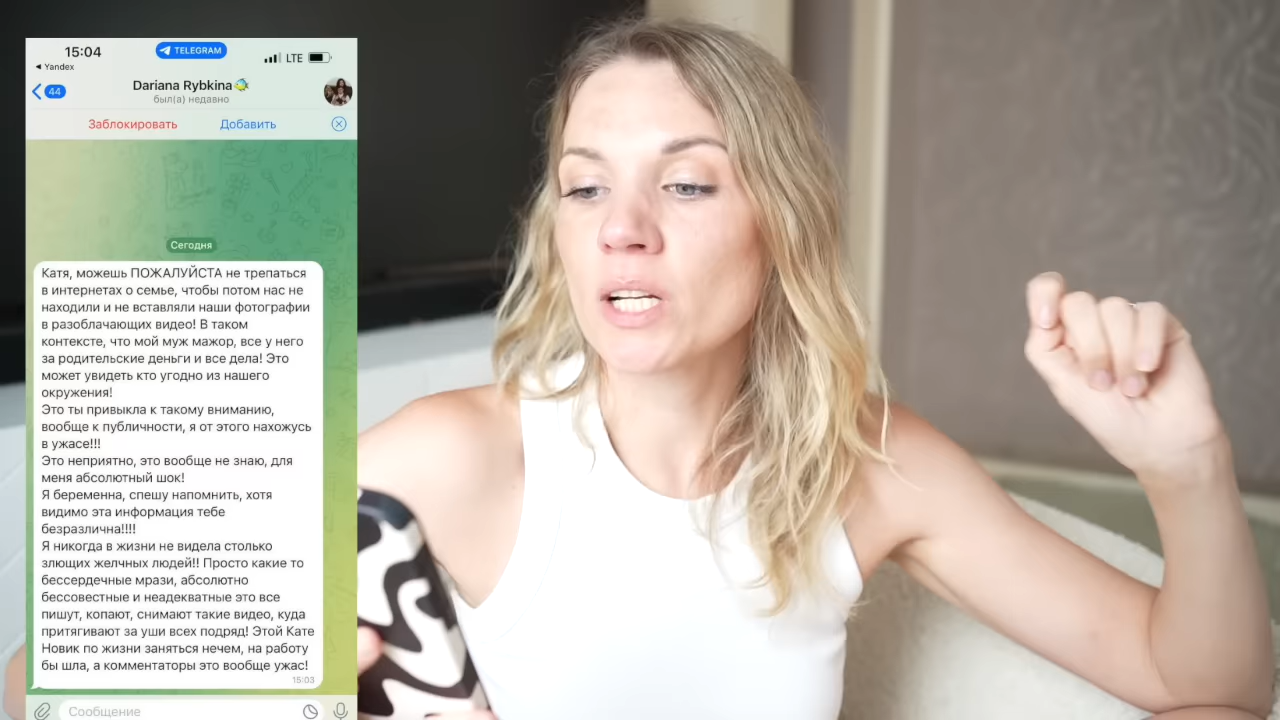 15:04
TELEGRAM
LTE
Yandex
44
Dariana Rybkina
был(а) недавно
Заблокировать
Добавить
Сегодня
Катя, можешь ПОЖАЛУЙСТА не трепаться
в интернетах о семье, чтобы потом нас не
находили и не вставляли наши фотографии
в разоблачающих видео! В таком
контексте, что мой муж мажор, все у него
за родительские деньги и все дела! Это
может увидеть кто угодно из нашего
окружения!
Это ты привыкла к такому вниманию,
вообще к публичности, я от этого нахожусь
в ужасе!!!
Это неприятно, это вообще не знаю, для
меня абсолютный шок!
Я беременна, спешу напомнить, хотя
видимо эта информация тебе
безразлична!!!!
Я никогда в жизни не видела столько
злющих желчных людей!! Просто какие то
бессердечные мрази, абсолютно
бессовестные и неадекватные это все
пишут, копают, снимают такие видео, куда
притягивают за уши всех подряд! Этой Кате
Новик по жизни заняться нечем, на работу
бы шла, а комментаторы это вообще ужас!
15:03
Сообщение